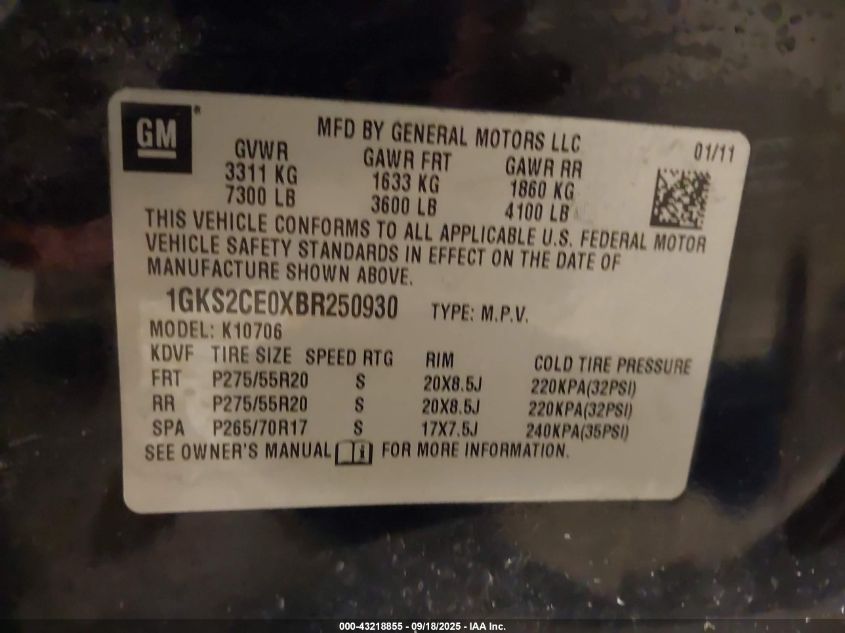 GM®
MFD BY GENERAL MOTORS LLC
01/11
GVWR GAWR FRT GAWR RR
3311 KG 1633 KG 1860 KG
7300 LB 3600 LB 4100 LB
THIS VEHICLE CONFORMS TO ALL APPLICABLE U.S. FEDERAL MOTOR
VEHICLE SAFETY STANDARDS IN EFFECT ON THE DATE OF
MANUFACTURE SHOWN ABOVE.
1GKS2CE0XBR250930 TYPE: M.P.V.
MODEL: K10706
KDVF TIRE SIZE SPEED RTG RIM COLD TIRE PRESSURE
FRT P275/55R20 S 20X8.5J 220KPA(32PSI)
RR P275/55R20 S 20X8.5J 220KPA(32PSI)
SPA P265/70R17 S 17X7.5J 240KPA(35PSI)
SEE OWNER'S MANUAL FOR MORE INFORMATION.
000-43218855 - 09/18/2025 - IAA Inc.